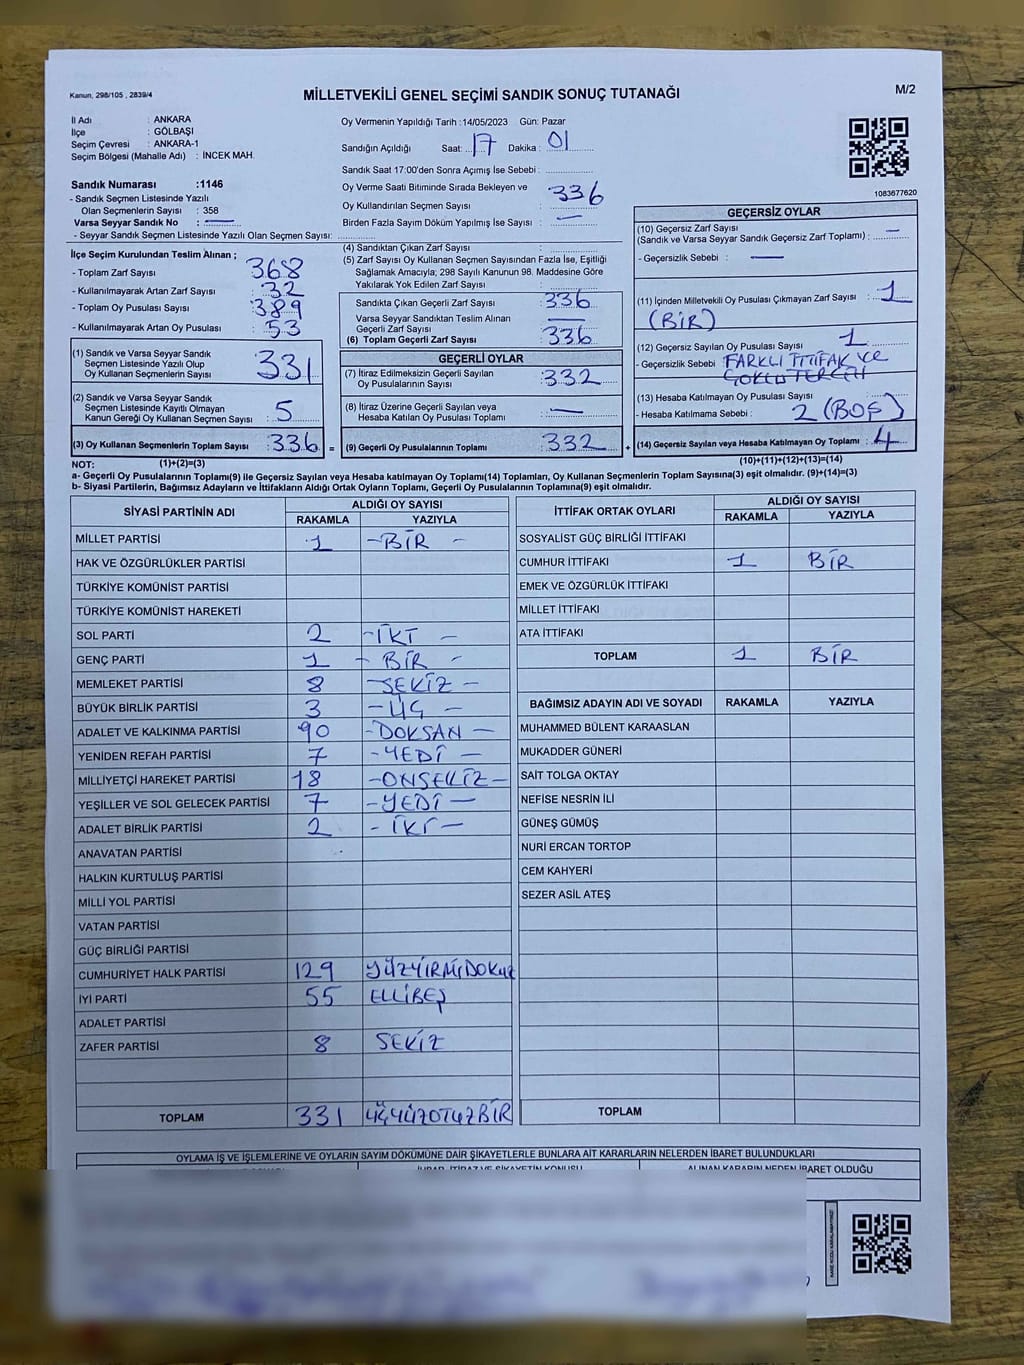 Kanun, 298/105 , 2839/4
MİLLETVEKİLİ GENEL SEÇİMİ SANDIK SONUÇ TUTANAĞI
M/2
İl Adı : ANKARA
İlçe : GÖLBAŞI
Seçim Çevresi : ANKARA-1
Seçim Bölgesi (Mahalle Adı) : İNCEK MAH.
Sandık Numarası :1146
- Sandık Seçmen Listesinde Yazılı
Olan Seçmenlerin Sayısı : 358
Varsa Seyyar Sandık No : —
- Seyyar Sandık Seçmen Listesinde Yazılı Olan Seçmen Sayısı:
Oy Vermenin Yapıldığı Tarih :14/05/2023 Gün: Pazar
Sandığın Açıldığı Saat: 17 Dakika : 01
Sandık Saat 17:00'den Sonra Açımış İse Sebebi :
Oy Verme Saati Bitiminde Sırada Bekleyen ve
Oy Kullandırılan Seçmen Sayısı : 336
Birden Fazla Sayım Döküm Yapılmış İse Sayısı : —
1083677620
İlçe Seçim Kurulundan Teslim Alınan ;
- Toplam Zarf Sayısı : 368
- Kullanılmayarak Artan Zarf Sayısı : 32
- Toplam Oy Pusulası Sayısı : 389
- Kullanılmayarak Artan Oy Pusulası : 53
(1) Sandık ve Varsa Seyyar Sandık
Seçmen Listesinde Yazılı Olup
Oy Kullanan Seçmenlerin Sayısı : 331
(2) Sandık ve Varsa Seyyar Sandık
Seçmen Listesinde Kayıtlı Olmayan
Kanun Gereği Oy Kullanan Seçmen Sayısı : 5
(3) Oy Kullanan Seçmenlerin Toplam Sayısı : 336 =
(4) Sandıktan Çıkan Zarf Sayısı :
(5) Zarf Sayısı Oy Kullanan Seçmen Sayısından Fazla İse, Eşitliği
Sağlamak Amacıyla; 298 Sayılı Kanunun 98. Maddesine Göre
Yakılarak Yok Edilen Zarf Sayısı :
Sandıkta Çıkan Geçerli Zarf Sayısı : 336
Varsa Seyyar Sandıktan Teslim Alınan
Geçerli Zarf Sayısı : —
(6) Toplam Geçerli Zarf Sayısı : 336
GEÇERLİ OYLAR
(7) İtiraz Edilmeksizin Geçerli Sayılan
Oy Pusulalarının Sayısı : 332
(8) İtiraz Üzerine Geçerli Sayılan veya
Hesaba Katılan Oy Pusulası Toplamı : —
(9) Geçerli Oy Pusulalarının Toplamı : 332 +
GEÇERSİZ OYLAR
(10) Geçersiz Zarf Sayısı
(Sandık ve Varsa Seyyar Sandık Geçersiz Zarf Toplamı) : —
- Geçersizlik Sebebi : —
(11) İçinden Milletvekili Oy Pusulası Çıkmayan Zarf Sayısı : 1
(BİR)
(12) Geçersiz Sayılan Oy Pusulası Sayısı : 1
- Geçersizlik Sebebi : FARKLI İTTİFAK VE
ÇOKLU TERCİH
(13) Hesaba Katılmayan Oy Pusulası Sayısı :
- Hesaba Katılmama Sebebi : 2 (BOŞ)
(14) Geçersiz Sayılan veya Hesaba Katılmayan Oy Toplamı : 4
NOT: (1)+(2)=(3)
(10)+(11)+(12)+(13)=(14)
a- Geçerli Oy Pusulalarının Toplamı(9) ile Geçersiz Sayılan veya Hesaba katılmayan Oy Toplamı(14) Toplamları, Oy Kullanan Seçmenlerin Toplam Sayısına(3) eşit olmalıdır. (9)+(14)=(3)
b- Siyasi Partilerin, Bağımsız Adayların ve İttifakların Aldığı Ortak Oyların Toplamı, Geçerli Oy Pusulalarının Toplamına(9) eşit olmalıdır.
SİYASİ PARTİNİN ADI
ALDIĞI OY SAYISI
RAKAMLA YAZIYLA
MİLLET PARTİSİ 1 - BİR -
HAK VE ÖZGÜRLÜKLER PARTİSİ
TÜRKİYE KOMÜNİST PARTİSİ
TÜRKİYE KOMÜNİST HAREKETİ
SOL PARTİ 2 - İKİ -
GENÇ PARTİ 1 - BİR -
MEMLEKET PARTİSİ 8 - SEKİZ -
BÜYÜK BİRLİK PARTİSİ 3 - ÜÇ -
ADALET VE KALKINMA PARTİSİ 90 - DOKSAN -
YENİDEN REFAH PARTİSİ 7 - YEDİ -
MİLLİYETÇİ HAREKET PARTİSİ 18 - ONSEKİZ -
YEŞİLLER VE SOL GELECEK PARTİSİ 7 - YEDİ -
ADALET BİRLİK PARTİSİ 2 - İKİ -
ANAVATAN PARTİSİ
HALKIN KURTULUŞ PARTİSİ
MİLLİ YOL PARTİSİ
VATAN PARTİSİ
GÜÇ BİRLİĞİ PARTİSİ
CUMHURİYET HALK PARTİSİ 129 YÜZYİRMİDOKUZ
İYİ PARTİ 55 ELLİBEŞ
ADALET PARTİSİ
ZAFER PARTİSİ 8 SEKİZ
TOPLAM 331 ÜÇYÜZOTUZBİR
İTTİFAK ORTAK OYLARI
ALDIĞI OY SAYISI
RAKAMLA YAZIYLA
SOSYALİST GÜÇ BİRLİĞİ İTTİFAKI
CUMHUR İTTİFAKI 1 BİR
EMEK VE ÖZGÜRLÜK İTTİFAKI
MİLLET İTTİFAKI
ATA İTTİFAKI
TOPLAM 1 BİR
BAĞIMSIZ ADAYIN ADI VE SOYADI RAKAMLA YAZIYLA
MUHAMMED BÜLENT KARAASLAN
MUKADDER GÜNERİ
SAİT TOLGA OKTAY
NEFİSE NESRİN İLİ
GÜNEŞ GÜMÜŞ
NURİ ERCAN TORTOP
CEM KAHYERİ
SEZER ASİL ATEŞ
TOPLAM
OYLAMA İŞ VE İŞLEMLERİNE VE OYLARIN SAYIM DÖKÜMÜNE DAİR ŞİKAYETLERLE BUNLARA AİT KARARLARIN NELERDEN İBARET BULUNDUKLARI
İHBAR, İTİRAZ VE ŞİKAYETİN KONUSU
ALINAN KARARIN NEDEN İBARET OLDUĞU
KARE KODU KARALAMAYINIZ!